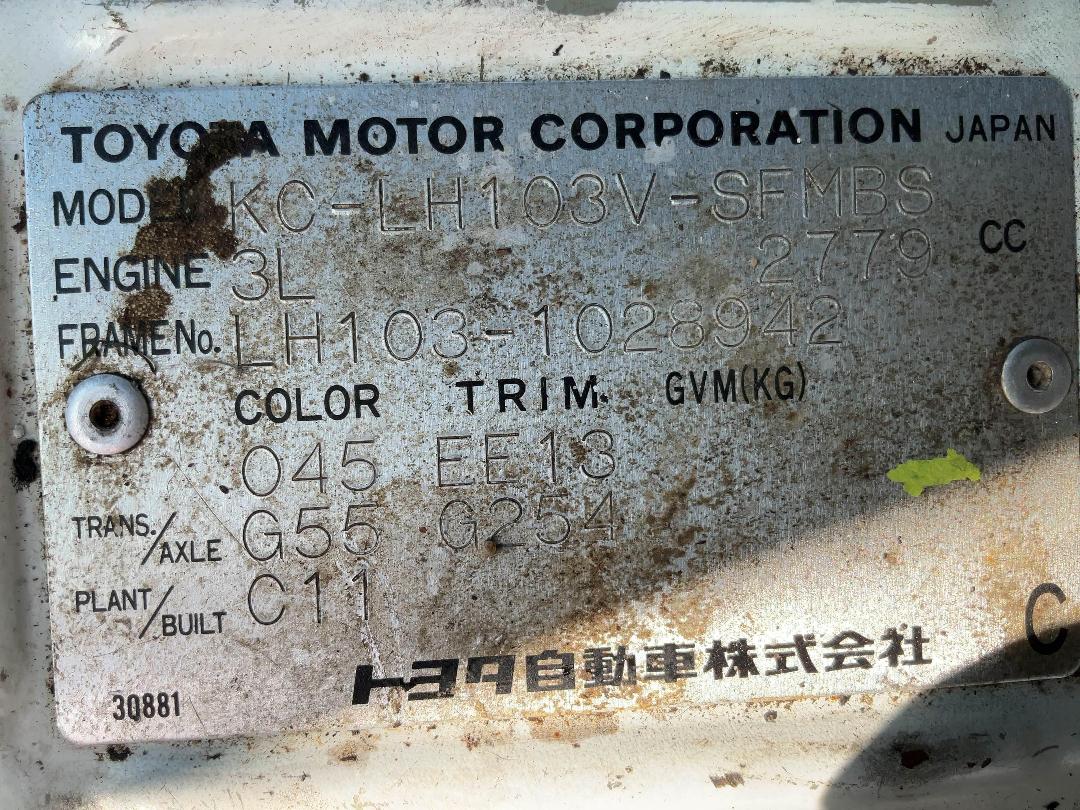 TOYOTA MOTOR CORPORATION JAPAN
MODEL KC-LH103V-SFMBS
ENGINE 3L 2779 CC
FRAME No. LH103-1028942
COLOR TRIM. GVM(KG)
045 EE13
TRANS./AXLE G55 G254
PLANT/BUILT C11
トヨタ自動車株式会社 C
30881